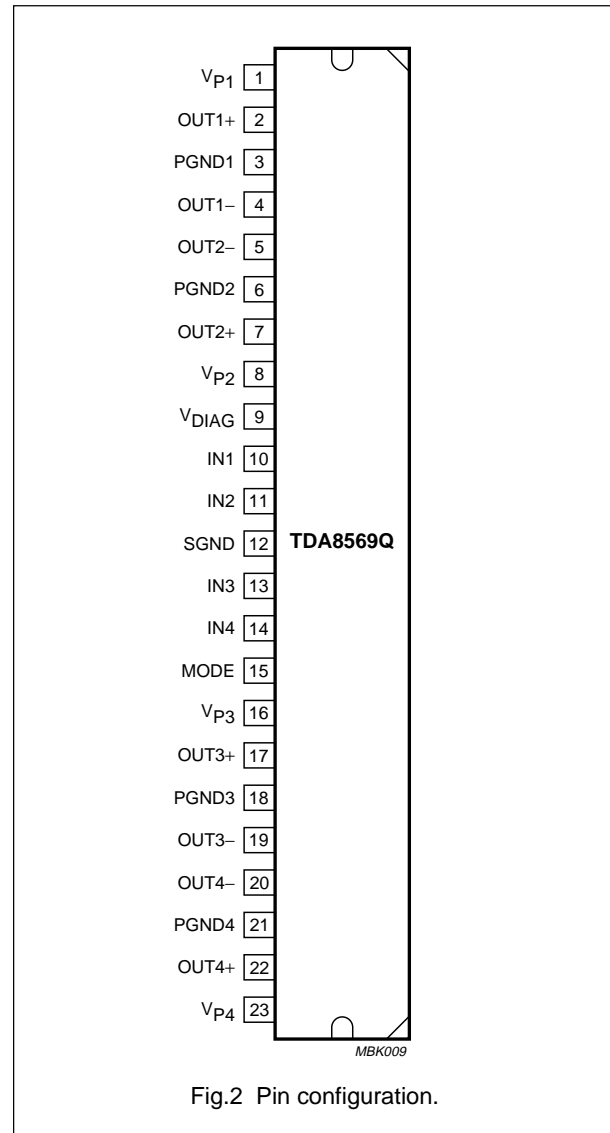 VP1 1
OUT1+ 2
PGND1 3
OUT1− 4
OUT2− 5
PGND2 6
OUT2+ 7
VP2 8
VDIAG 9
IN1 10
IN2 11
SGND 12 TDA8569Q
IN3 13
IN4 14
MODE 15
VP3 16
OUT3+ 17
PGND3 18
OUT3− 19
OUT4− 20
PGND4 21
OUT4+ 22
VP4 23
MBK009
Fig.2 Pin configuration.